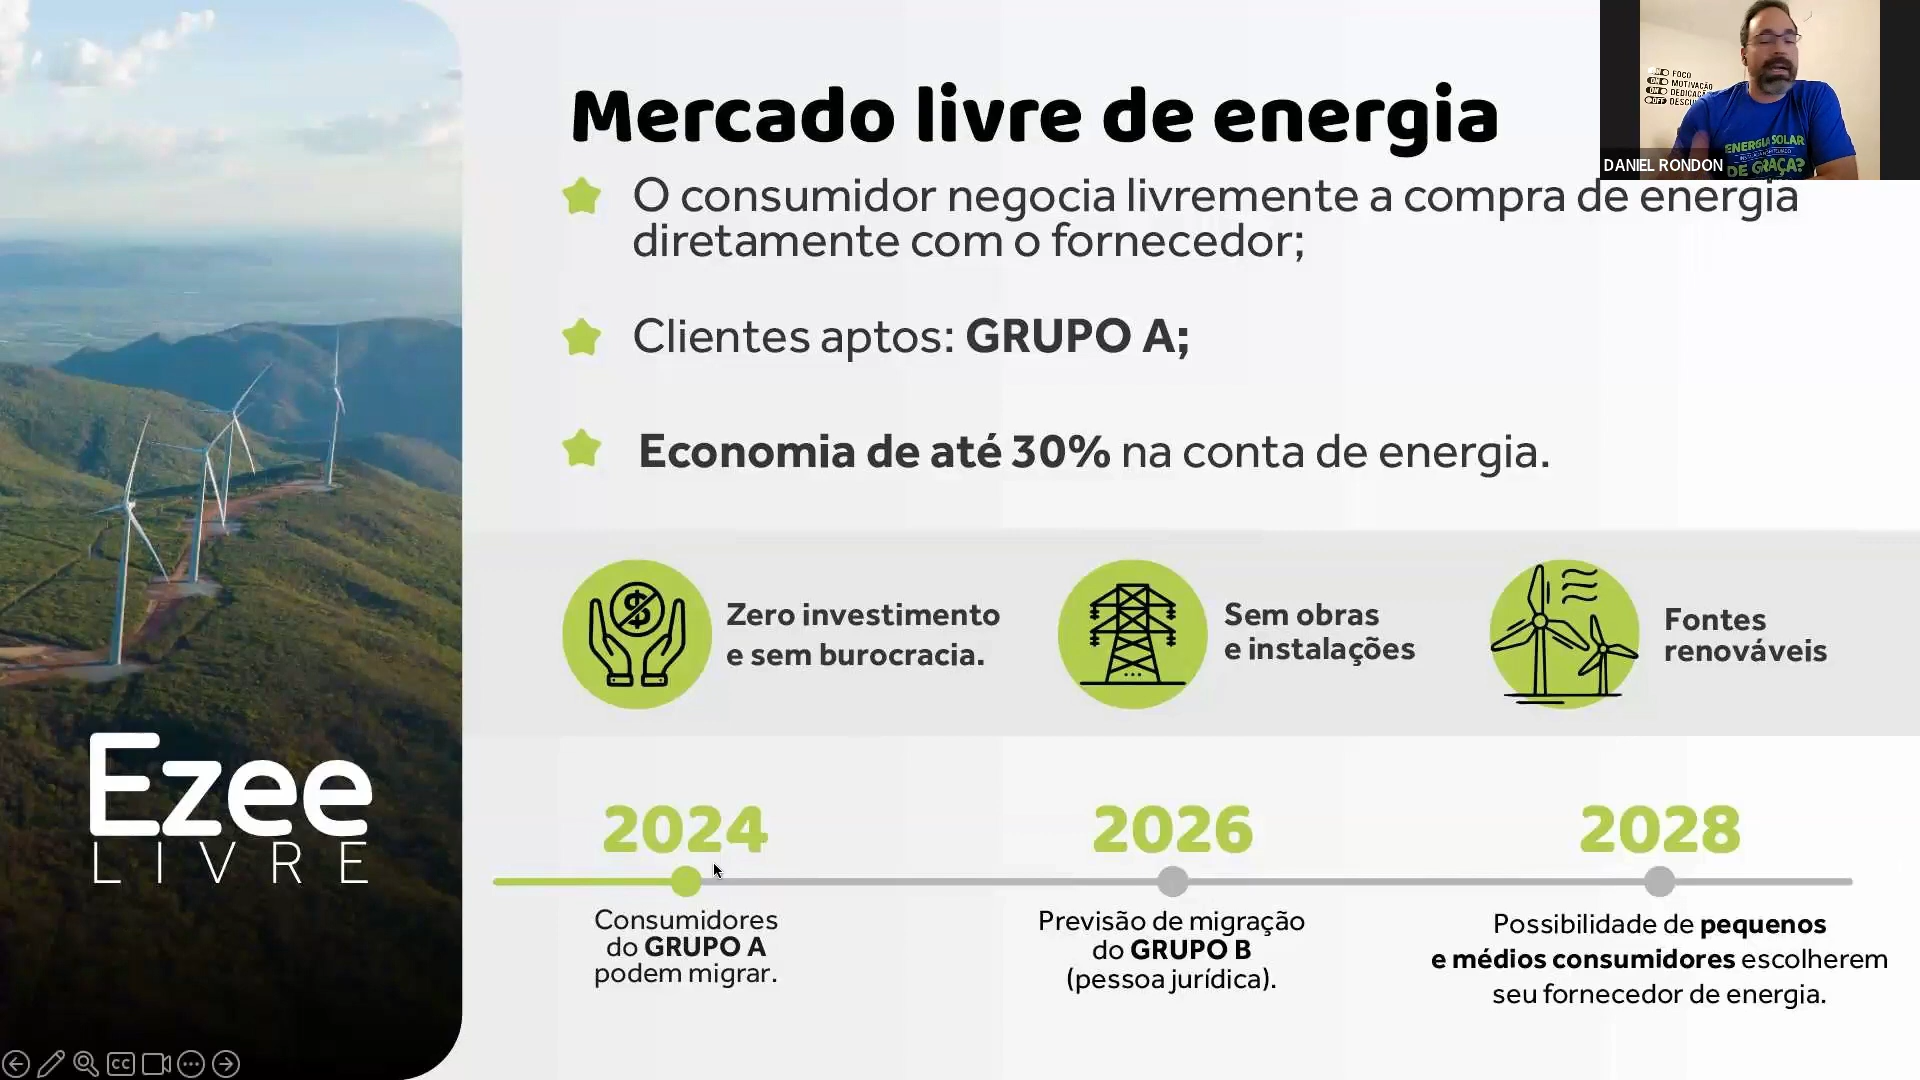 Mercado livre de energia
O consumidor negocia livremente a compra de energia
diretamente com o fornecedor;
Clientes aptos: GRUPO A;
Economia de até 30% na conta de energia.
Zero investimento
e sem burocracia.
Sem obras
e instalações
Fontes
renováveis
2024
Consumidores
do GRUPO A
podem migrar.
2026
Previsão de migração
do GRUPO B
(pessoa jurídica).
2028
Possibilidade de pequenos
e médios consumidores escolherem
seu fornecedor de energia.
Ezee
LIVRE
FOCO
MOTIVAÇÃO
ENERGIA SOLAR
DE GRAÇA?
DANIEL RONDON
CC